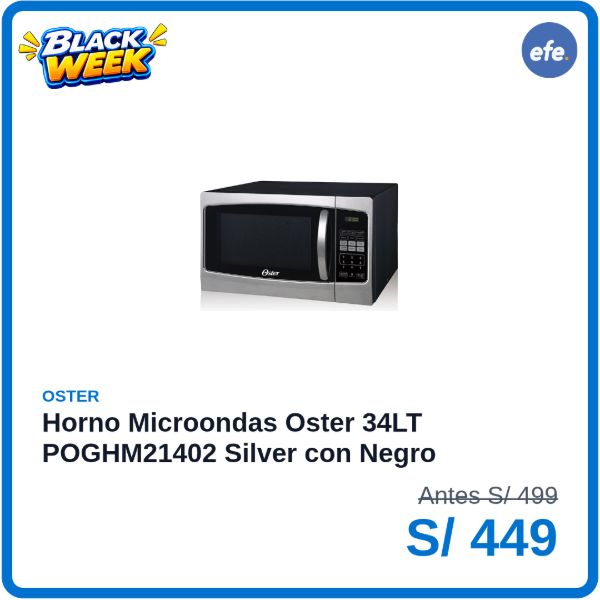 BLACK
WEEK
efe.
Oster
OSTER
Horno Microondas Oster 34LT
POGHM21402 Silver con Negro
Antes S/ 499
S/ 449